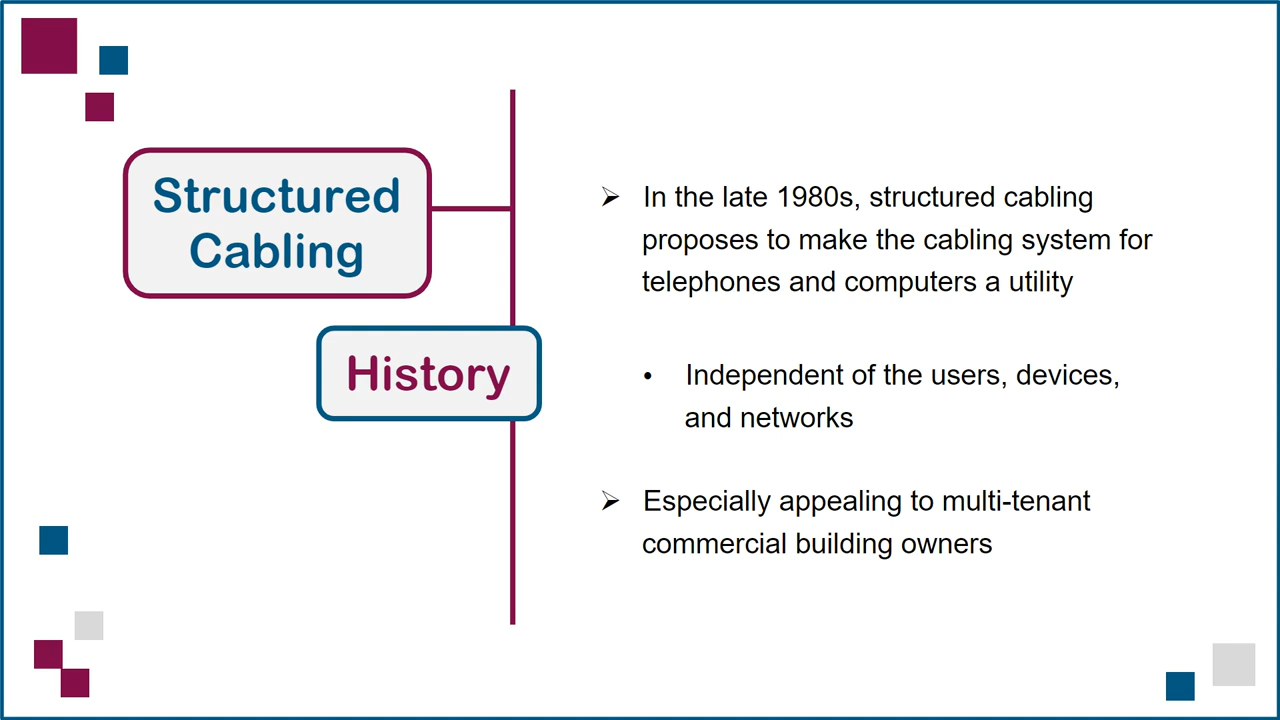 Structured
Cabling
History
➢ In the late 1980s, structured cabling
proposes to make the cabling system for
telephones and computers a utility
• Independent of the users, devices,
and networks
➢ Especially appealing to multi-tenant
commercial building owners